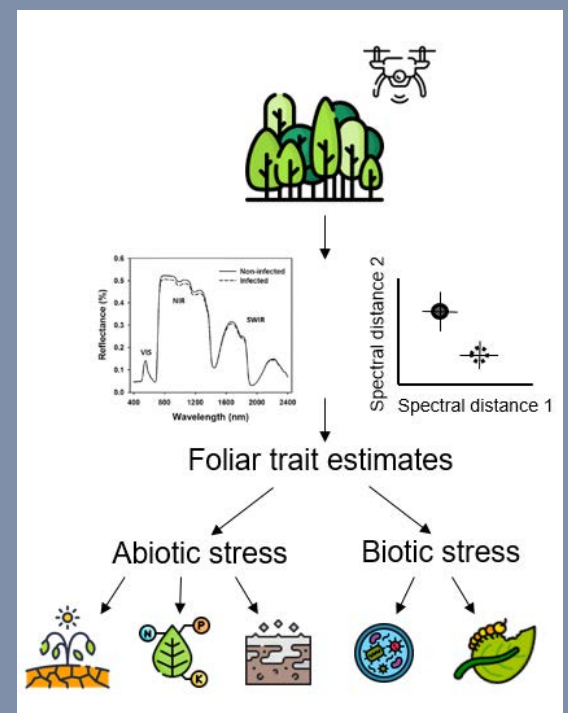 0.6
0.5
0.4
0.3
0.2
0.1
0.0
Reflectance (%)
Non-infected
Infected
NIR
SWIR
VIS
400 800 1200 1600 2000 2400
Wavelength (nm)
Spectral distance 2
Spectral distance 1
Foliar trait estimates
Abiotic stress
Biotic stress
N
P
K